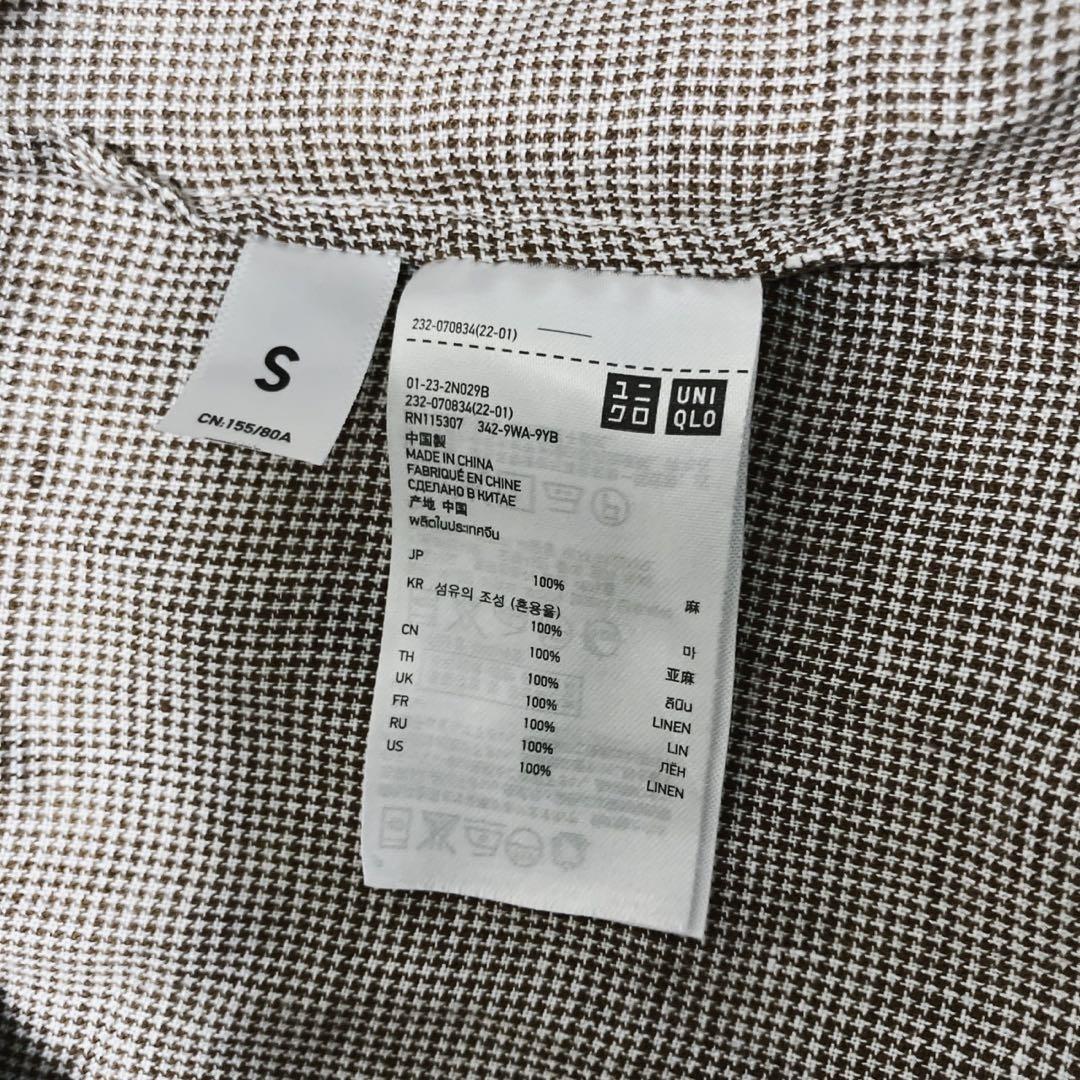 S
CN:155/80A
232-070834(22-01)
01-23-2N029B
232-070834(22-01)
RN115307 342-9WA-9YB
ユニ
クロ
UNI
QLO
中国製
MADE IN CHINA
FABRIQUÉ EN CHINE
СДЕЛАНО В КИТАЕ
产地 中国
ผลิตในประเทศจีน
JP 100% 麻
KR 섬유의 조성 (혼용율)
100% 마
CN 100% 亚麻
TH 100% ลินิน
UK 100% LINEN
FR 100% LIN
RU 100% ЛЁН
US 100% LINEN